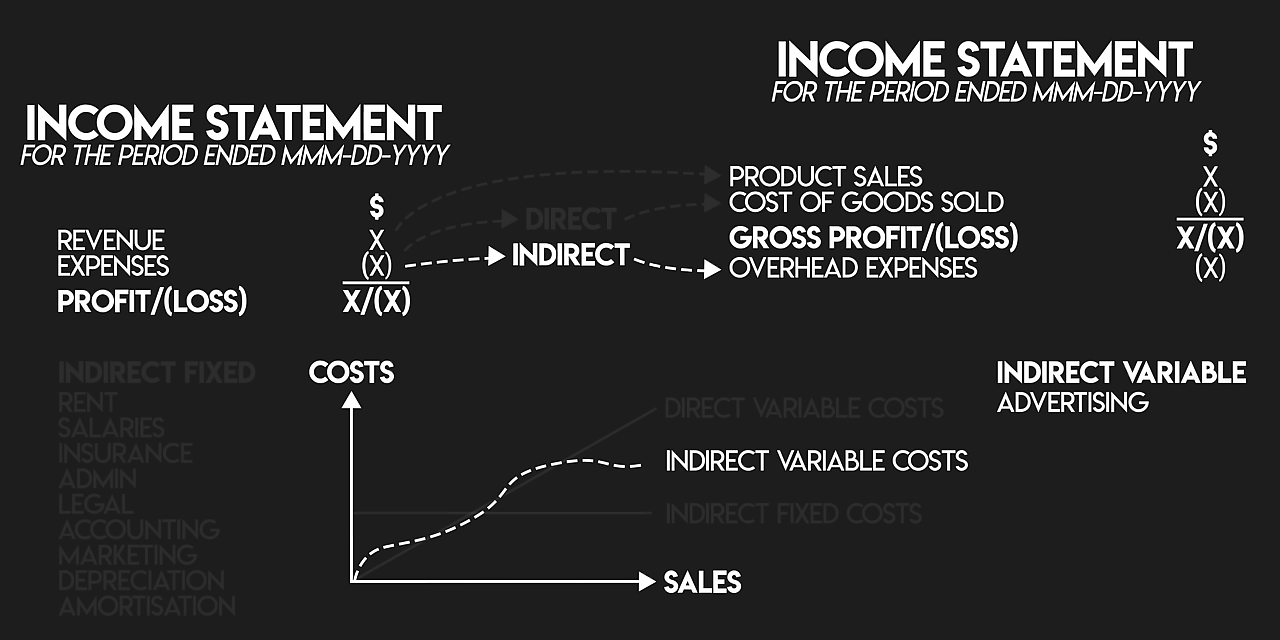 INCOME STATEMENT
FOR THE PERIOD ENDED MMM-DD-YYYY
$
REVENUE X
EXPENSES (X)
PROFIT/(LOSS) X/(X)
DIRECT
INDIRECT
INCOME STATEMENT
FOR THE PERIOD ENDED MMM-DD-YYYY
$
PRODUCT SALES X
COST OF GOODS SOLD (X)
GROSS PROFIT/(LOSS) X/(X)
OVERHEAD EXPENSES (X)
INDIRECT FIXED
RENT
SALARIES
INSURANCE
ADMIN
LEGAL
ACCOUNTING
MARKETING
DEPRECIATION
AMORTISATION
COSTS
DIRECT VARIABLE COSTS
INDIRECT VARIABLE COSTS
INDIRECT FIXED COSTS
SALES
INDIRECT VARIABLE
ADVERTISING